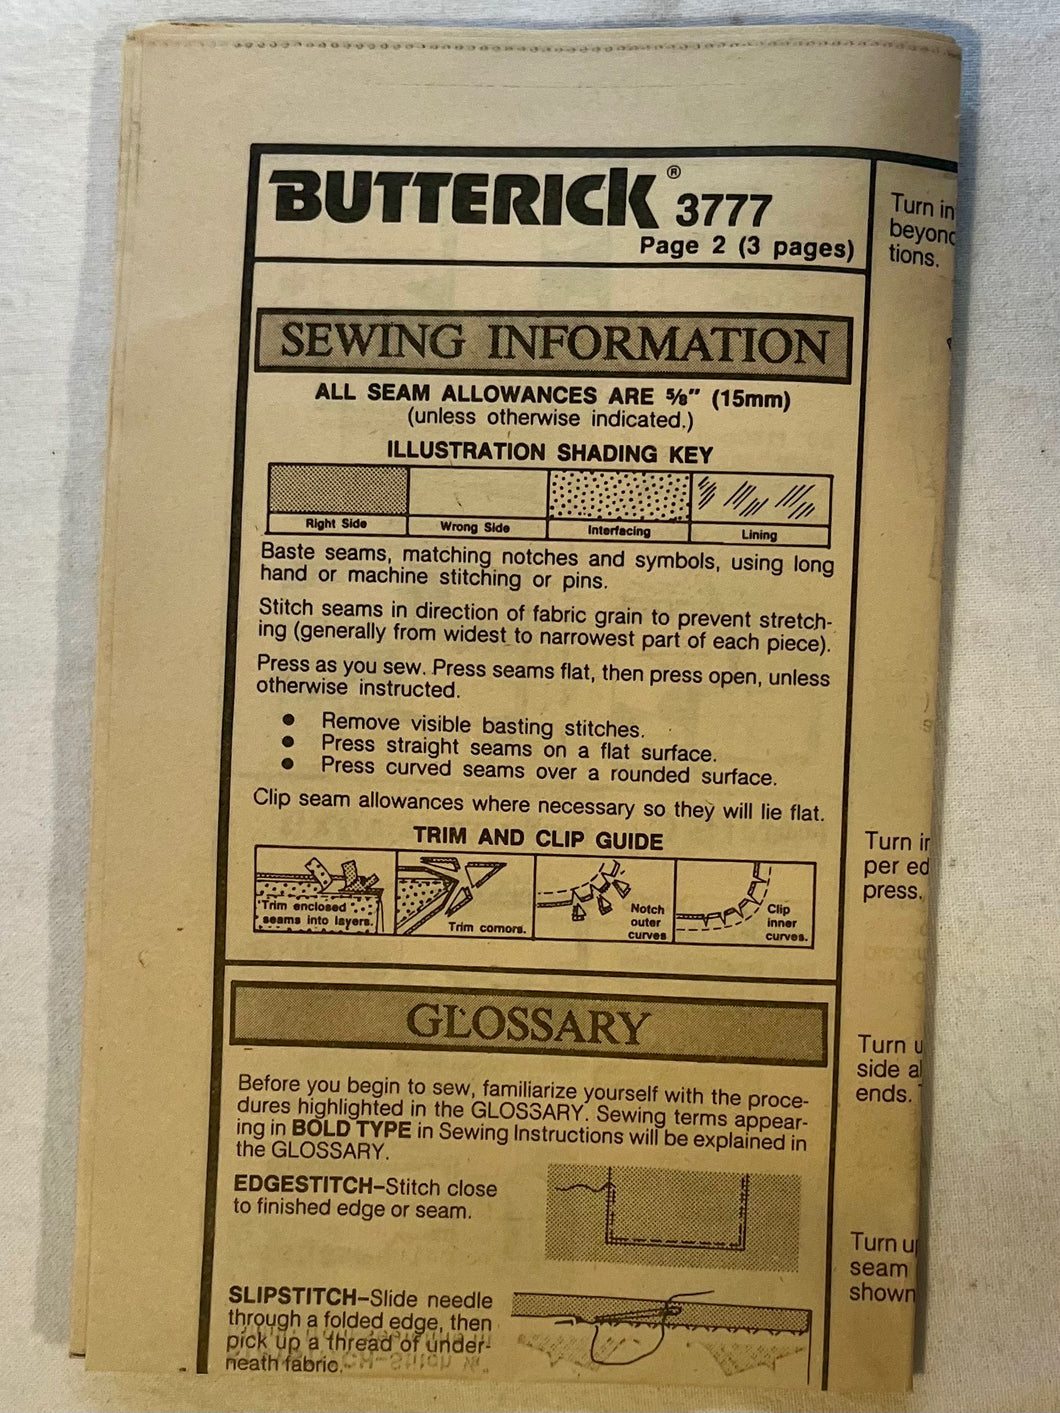 BUTTERICK® 3777
Page 2 (3 pages)
SEWING INFORMATION
ALL SEAM ALLOWANCES ARE ⅝" (15mm)
(unless otherwise indicated.)
ILLUSTRATION SHADING KEY
Right Side
Wrong Side
Interfacing
Lining
Baste seams, matching notches and symbols, using long
hand or machine stitching or pins.
Stitch seams in direction of fabric grain to prevent stretch-
ing (generally from widest to narrowest part of each piece).
Press as you sew. Press seams flat, then press open, unless
otherwise instructed.
● Remove visible basting stitches.
● Press straight seams on a flat surface.
● Press curved seams over a rounded surface.
Clip seam allowances where necessary so they will lie flat.
TRIM AND CLIP GUIDE
Trim enclosed
seams into layers.
Trim corners.
Notch
outer
curves
Clip
inner
curves.
GLOSSARY
Before you begin to sew, familiarize yourself with the proce-
dures highlighted in the GLOSSARY. Sewing terms appear-
ing in BOLD TYPE in Sewing Instructions will be explained in
the GLOSSARY.
EDGESTITCH–Stitch close
to finished edge or seam.
SLIPSTITCH–Slide needle
through a folded edge, then
pick up a thread of under-
neath fabric.
Turn in
beyond
tions.
Turn in
per ed
press.
Turn u
side al
ends.
Turn up
seam
shown